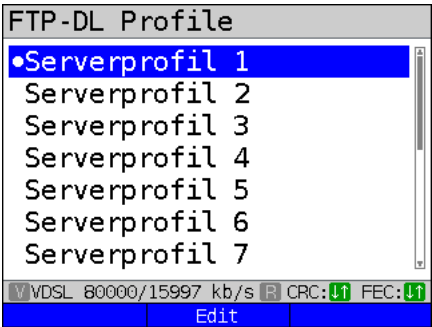 FTP-DL Profile
•Serverprofil 1
Serverprofil 2
Serverprofil 3
Serverprofil 4
Serverprofil 5
Serverprofil 6
Serverprofil 7
V VDSL 80000/15997 kb/s R CRC:↓↑ FEC:↓↑
Edit